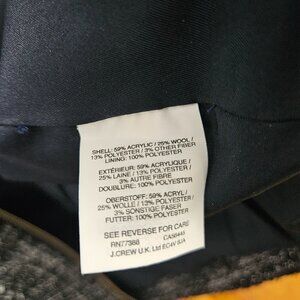 SHELL: 59% ACRYLIC / 25% WOOL /
13% POLYESTER / 3% OTHER FIBER
LINING: 100% POLYESTER
EXTÉRIEUR: 59% ACRYLIQUE /
25% LAINE / 13% POLYESTER /
3% AUTRE FIBRE
DOUBLURE: 100% POLYESTER
OBERSTOFF: 59% ACRYL /
25% WOLLE / 13% POLYESTER /
3% SONSTIGE FASER
FUTTER: 100% POLYESTER
SEE REVERSE FOR CARE
RN77388 CA56445
J.CREW U.K. Ltd EC4V 6JA